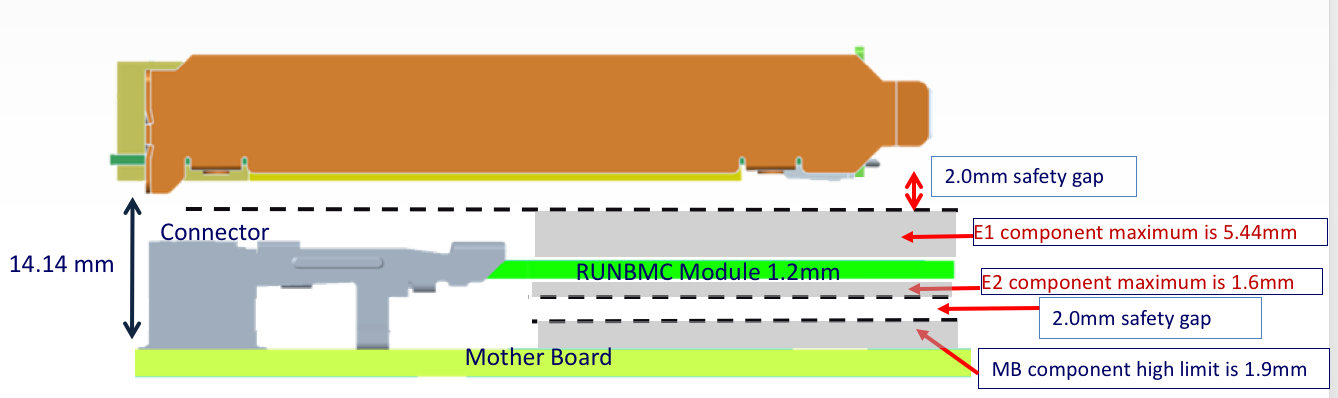 2.0mm safety gap
Connector
E1 component maximum is 5.44mm
14.14 mm
RUNBMC Module 1.2mm
E2 component maximum is 1.6mm
2.0mm safety gap
Mother Board
MB component high limit is 1.9mm